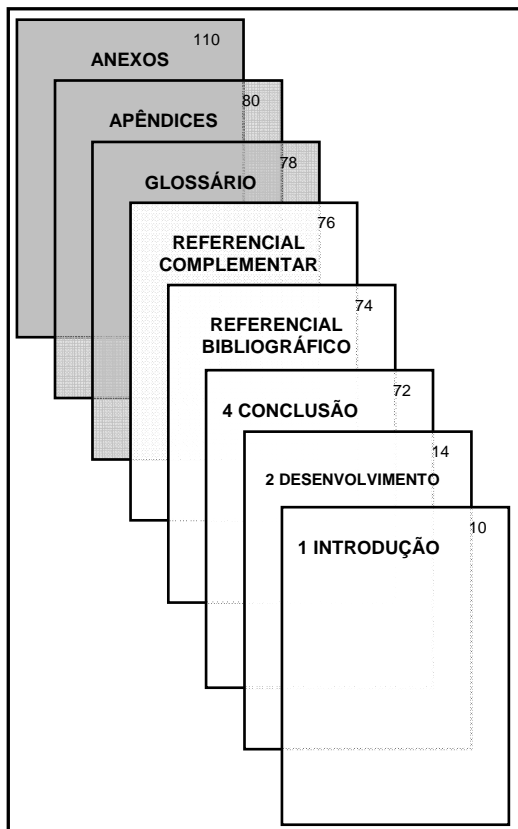 110
ANEXOS
80
APÊNDICES
78
GLOSSÁRIO
76
REFERENCIAL
COMPLEMENTAR
74
REFERENCIAL
BIBLIOGRÁFICO
72
4 CONCLUSÃO
14
2 DESENVOLVIMENTO
10
1 INTRODUÇÃO